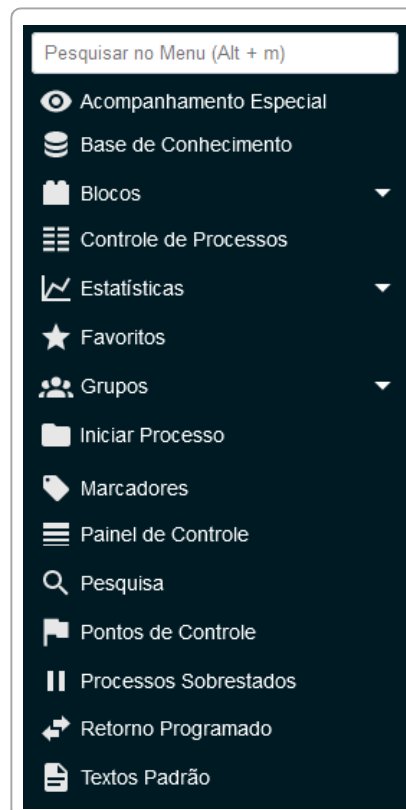 Pesquisar no Menu (Alt + m)
Acompanhamento Especial
Base de Conhecimento
Blocos
Controle de Processos
Estatísticas
Favoritos
Grupos
Iniciar Processo
Marcadores
Painel de Controle
Pesquisa
Pontos de Controle
Processos Sobrestados
Retorno Programado
Textos Padrão